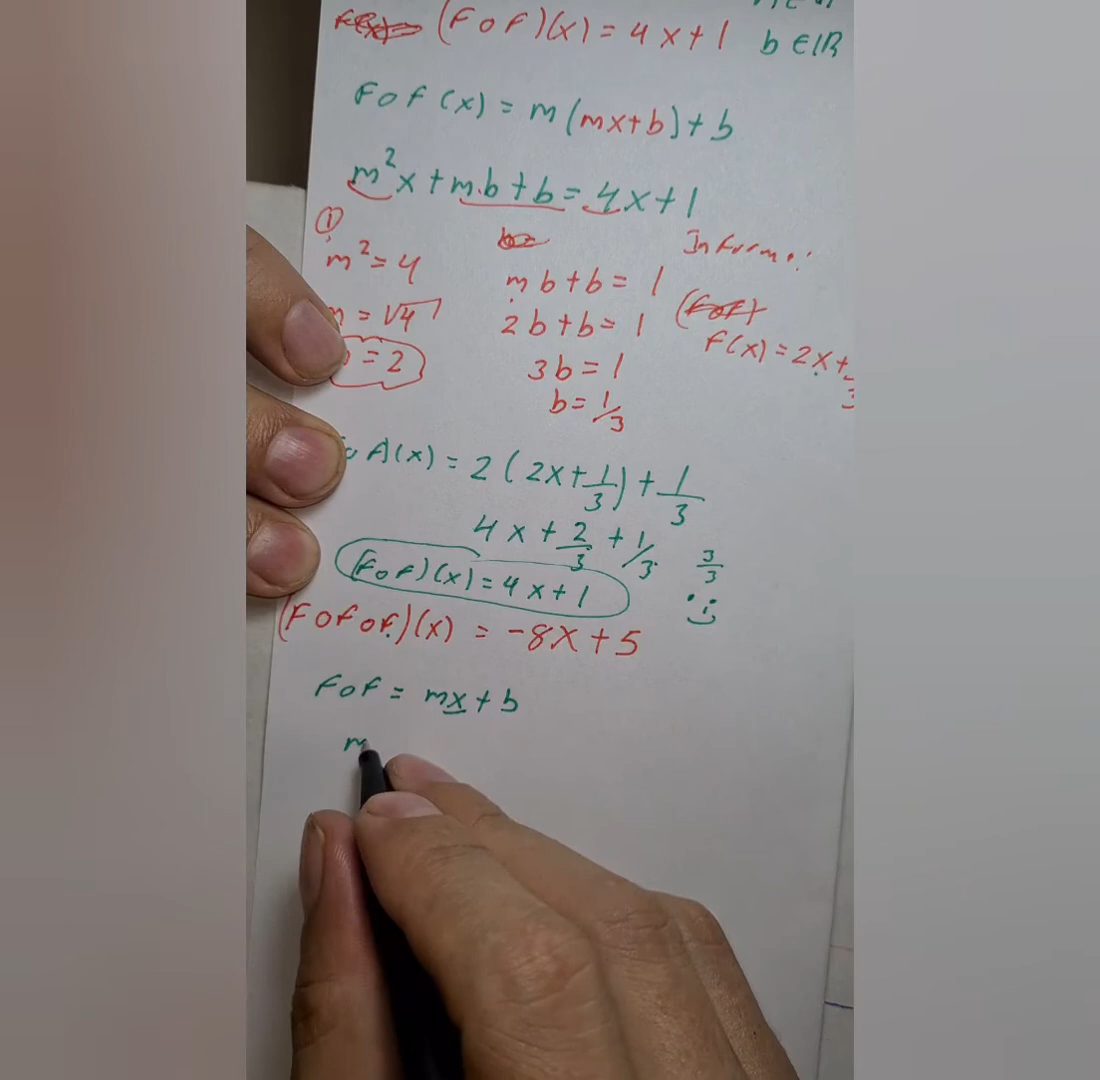 (FoF)(x) = 4x+1 b ∈ IR
FoF(x) = m(mx+b)+b
m²x+m.b+b = 4x+1
①
m² = 4
m b + b = 1
Inform.:
= √4
2b+b = 1
F(x) = 2x+
= 2
3b = 1
b = 1/3
A(x) = 2(2x+1/3)+1/3
4x + 2/3 + 1/3
3/3
(FoF)(x) = 4x+1
(FoFoF)(x) = -8x+5
FoF = mx+b
m